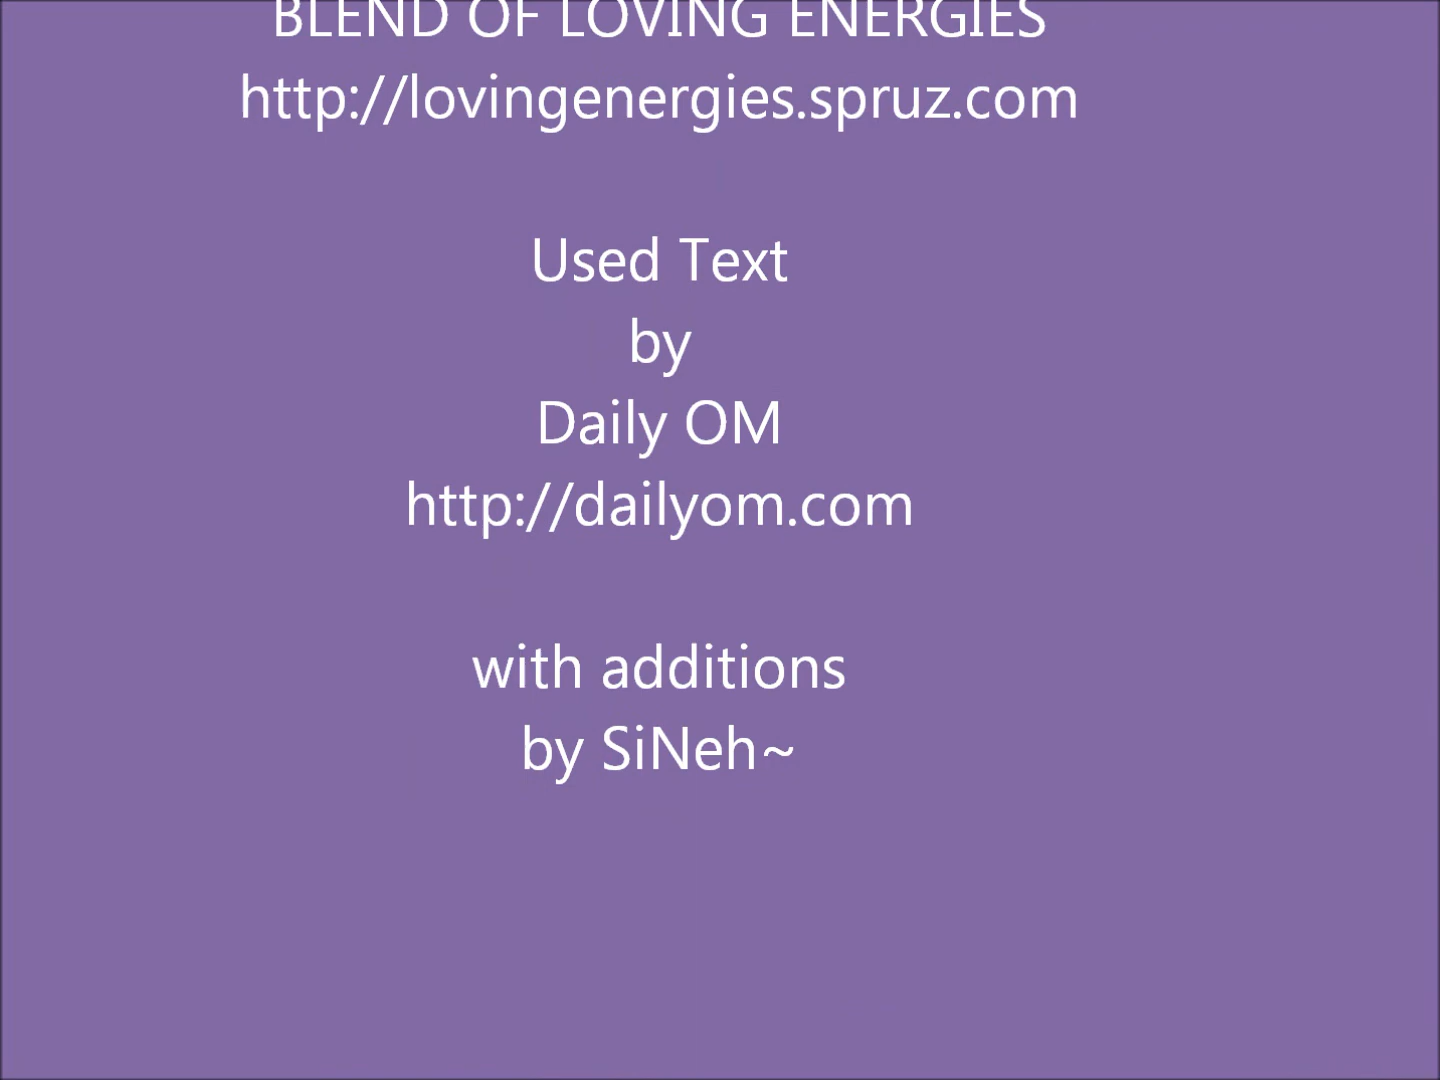 BLEND OF LOVING ENERGIES
http://lovingenergies.spruz.com
Used Text
by
Daily OM
http://dailyom.com
with additions
by SiNeh~